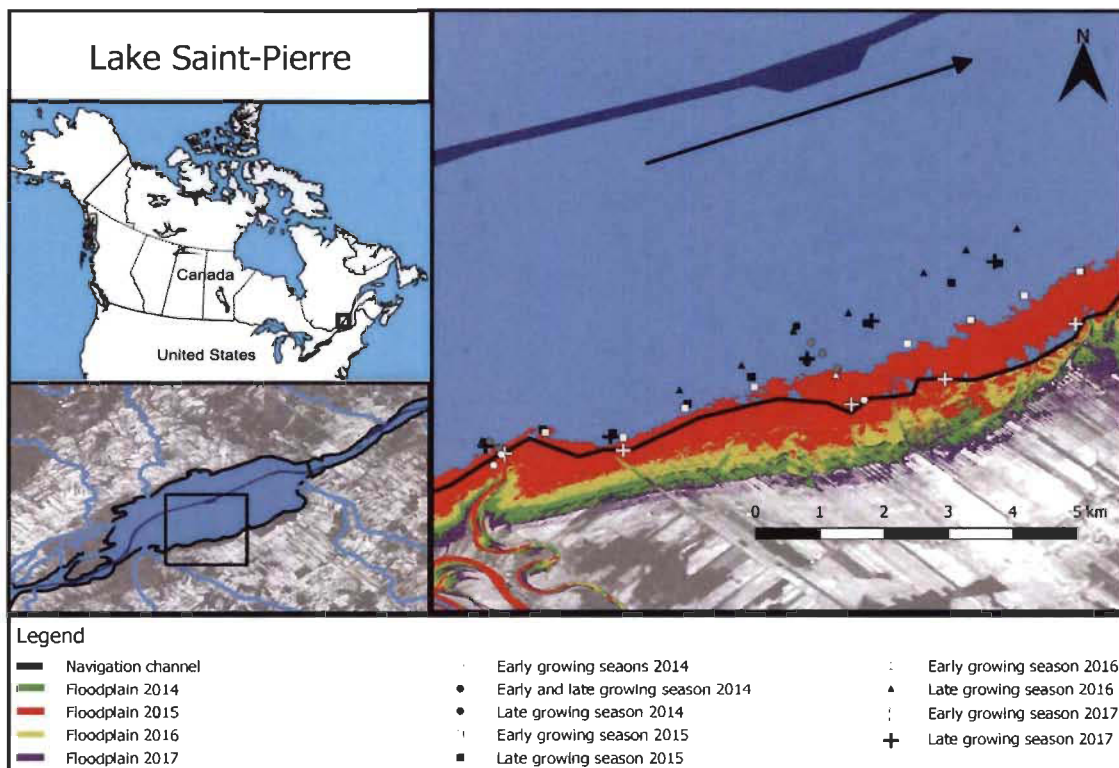 Lake Saint-Pierre
Canada
United States
N
0 1 2 3 4 5 km
Legend
Navigation channel
Floodplain 2014
Floodplain 2015
Floodplain 2016
Floodplain 2017
Early growing seaons 2014
Early and late growing season 2014
Late growing season 2014
Early growing season 2015
Late growing season 2015
Early growing season 2016
Late growing season 2016
Early growing season 2017
Late growing season 2017